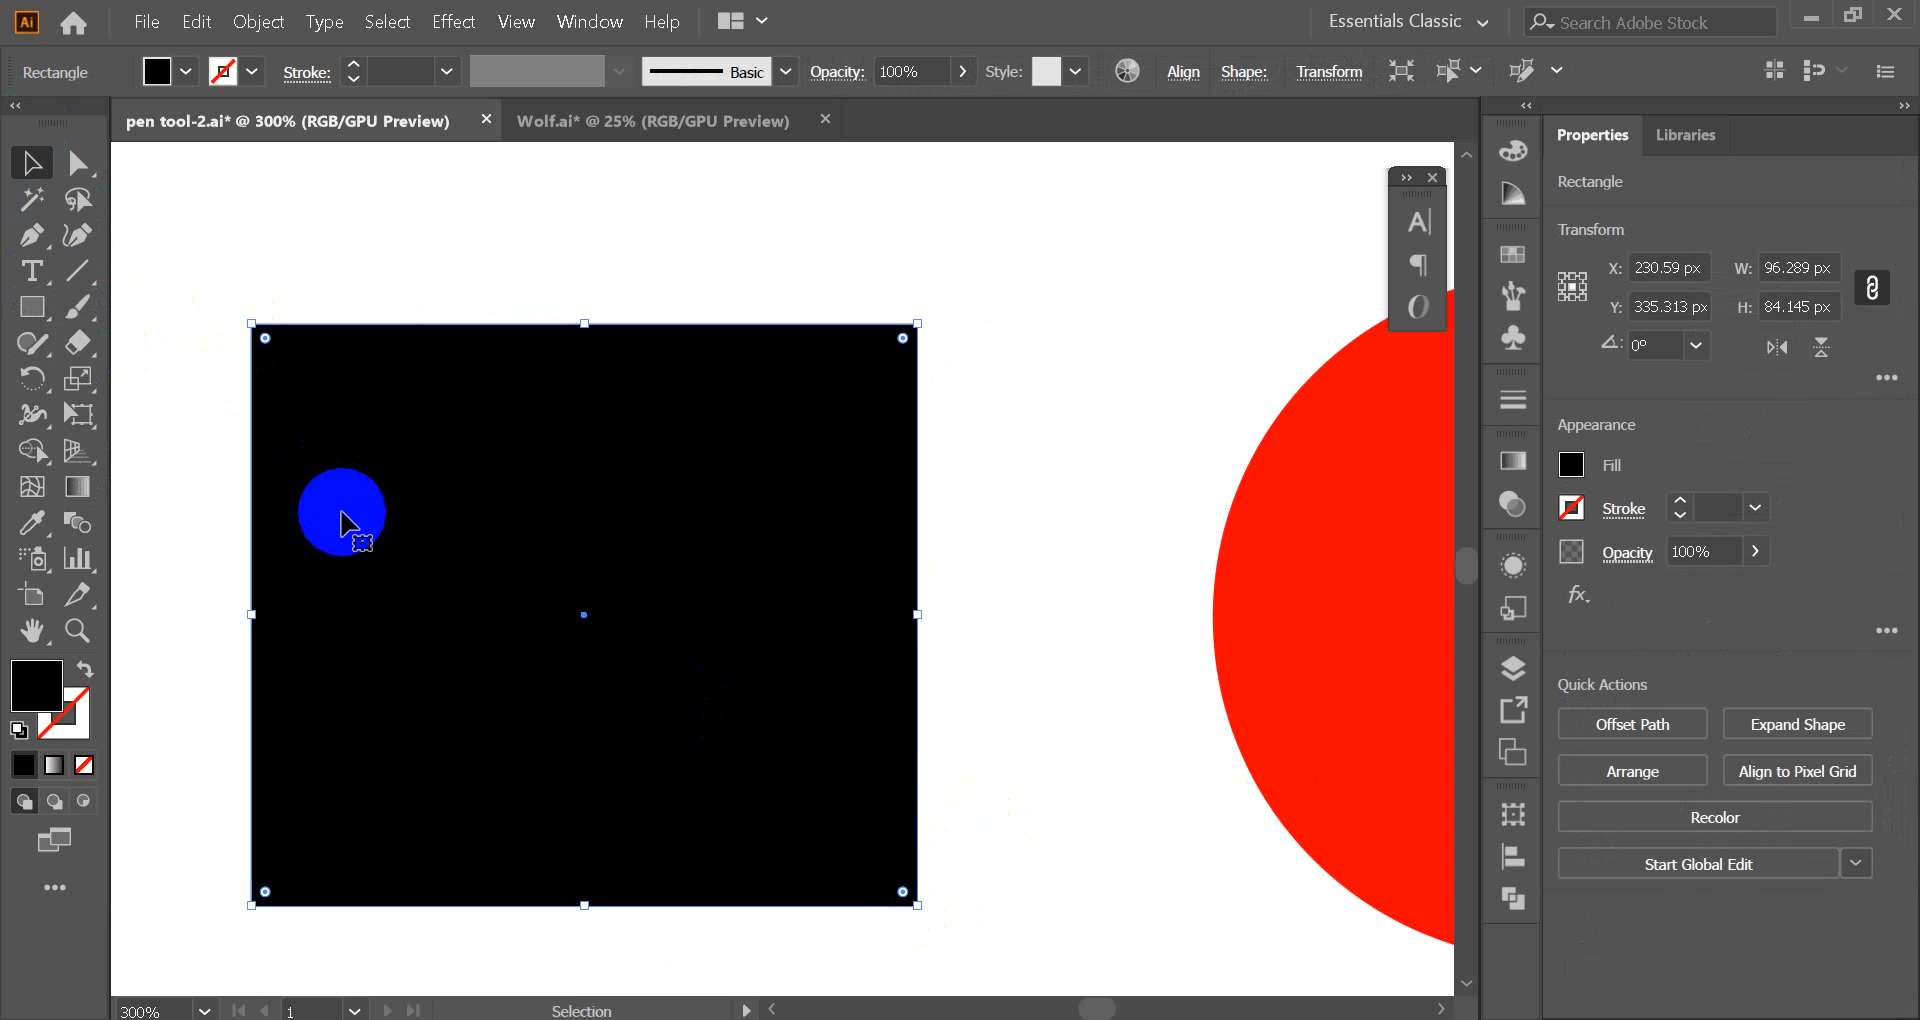 Ai File Edit Object Type Select Effect View Window Help Essentials Classic Search Adobe Stock
Rectangle Stroke: Basic Opacity: 100% Style: Align Shape: Transform
pen tool-2.ai* @ 300% (RGB/GPU Preview) Wolf.ai* @ 25% (RGB/GPU Preview)
Properties Libraries
Rectangle
Transform
X: 230.59 px W: 96.289 px
Y: 335.313 px H: 84.145 px
0°
Appearance
Fill
Stroke
Opacity 100%
fx.
Quick Actions
Offset Path Expand Shape
Arrange Align to Pixel Grid
Recolor
Start Global Edit
300% 1 Selection